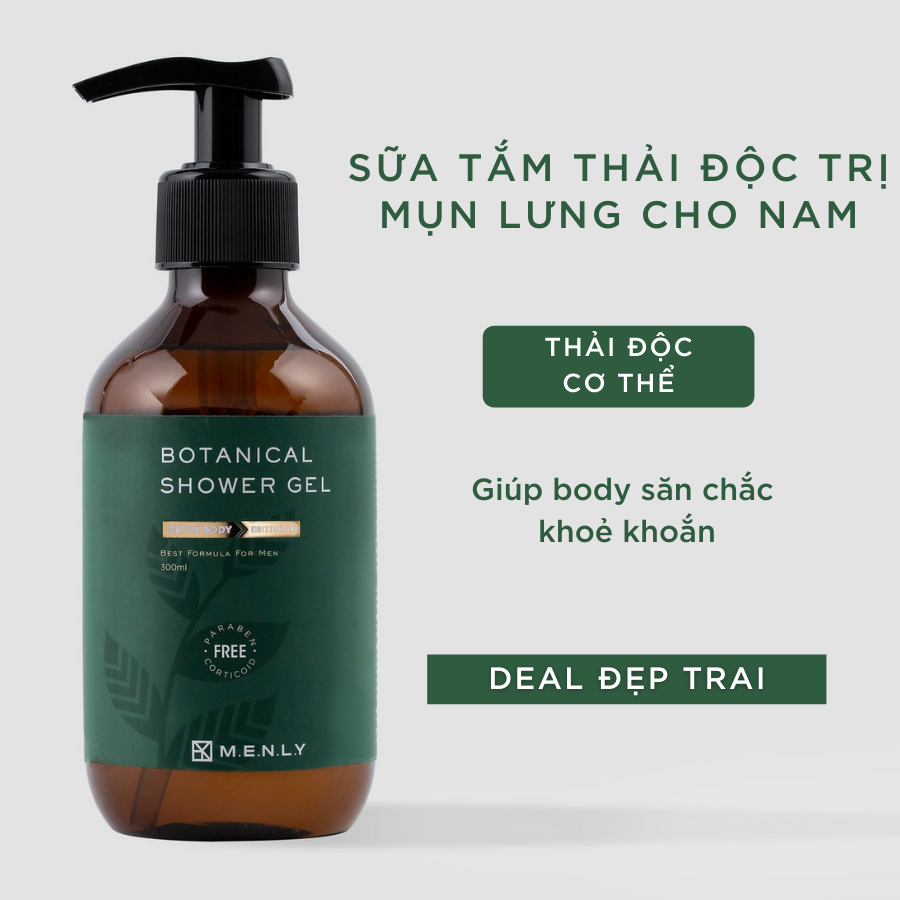 SỮA TẮM THẢI ĐỘC TRỊ
MỤN LƯNG CHO NAM
THẢI ĐỘC
CƠ THỂ
Giúp body săn chắc
khoẻ khoắn
DEAL ĐẸP TRAI
BOTANICAL
SHOWER GEL
BODY
BEST FORMULA FOR MEN
300ml
PARABEN
FREE
CORTICOID
M.E.N.L.Y